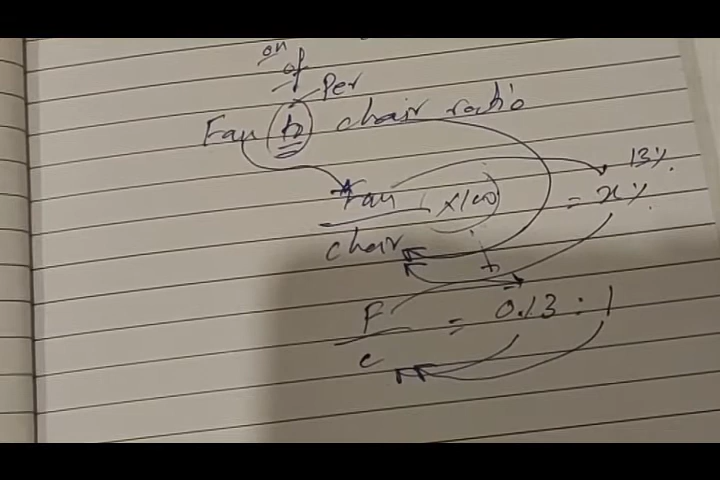 on
of
Per
Fan to chair ratio
13%.
Fan (x100) = x%.
chair
F = 0.13 : 1
c